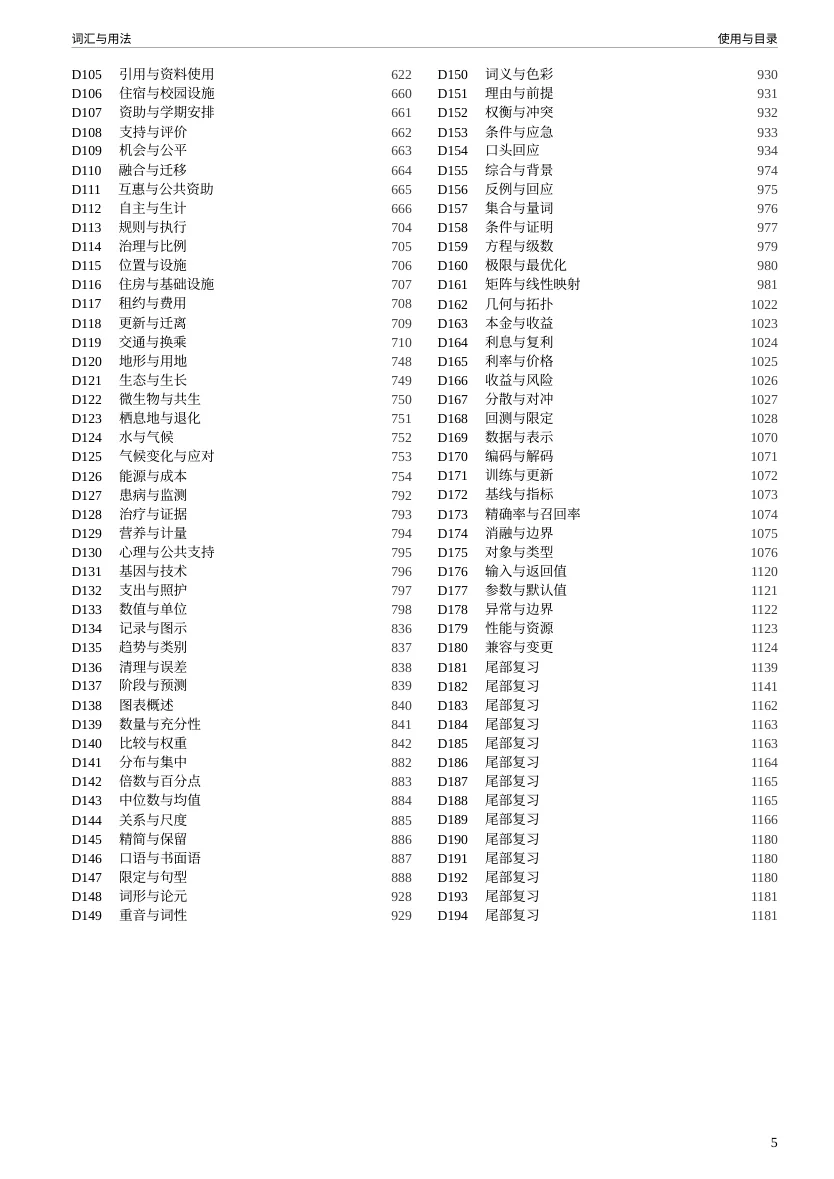 词汇与用法 使用与目录
D105 引用与资料使用 622
D106 住宿与校园设施 660
D107 资助与学期安排 661
D108 支持与评价 662
D109 机会与公平 663
D110 融合与迁移 664
D111 互惠与公共资助 665
D112 自主与生计 666
D113 规则与执行 704
D114 治理与比例 705
D115 位置与设施 706
D116 住房与基础设施 707
D117 租约与费用 708
D118 更新与迁离 709
D119 交通与换乘 710
D120 地形与用地 748
D121 生态与生长 749
D122 微生物与共生 750
D123 栖息地与退化 751
D124 水与气候 752
D125 气候变化与应对 753
D126 能源与成本 754
D127 患病与监测 792
D128 治疗与证据 793
D129 营养与计量 794
D130 心理与公共支持 795
D131 基因与技术 796
D132 支出与照护 797
D133 数值与单位 798
D134 记录与图示 836
D135 趋势与类别 837
D136 清理与误差 838
D137 阶段与预测 839
D138 图表概述 840
D139 数量与充分性 841
D140 比较与权重 842
D141 分布与集中 882
D142 倍数与百分点 883
D143 中位数与均值 884
D144 关系与尺度 885
D145 精简与保留 886
D146 口语与书面语 887
D147 限定与句型 888
D148 词形与论元 928
D149 重音与词性 929
D150 词义与色彩 930
D151 理由与前提 931
D152 权衡与冲突 932
D153 条件与应急 933
D154 口头回应 934
D155 综合与背景 974
D156 反例与回应 975
D157 集合与量词 976
D158 条件与证明 977
D159 方程与级数 979
D160 极限与最优化 980
D161 矩阵与线性映射 981
D162 几何与拓扑 1022
D163 本金与收益 1023
D164 利息与复利 1024
D165 利率与价格 1025
D166 收益与风险 1026
D167 分散与对冲 1027
D168 回测与限定 1028
D169 数据与表示 1070
D170 编码与解码 1071
D171 训练与更新 1072
D172 基线与指标 1073
D173 精确率与召回率 1074
D174 消融与边界 1075
D175 对象与类型 1076
D176 输入与返回值 1120
D177 参数与默认值 1121
D178 异常与边界 1122
D179 性能与资源 1123
D180 兼容与变更 1124
D181 尾部复习 1139
D182 尾部复习 1141
D183 尾部复习 1162
D184 尾部复习 1163
D185 尾部复习 1163
D186 尾部复习 1164
D187 尾部复习 1165
D188 尾部复习 1165
D189 尾部复习 1166
D190 尾部复习 1180
D191 尾部复习 1180
D192 尾部复习 1180
D193 尾部复习 1181
D194 尾部复习 1181
5